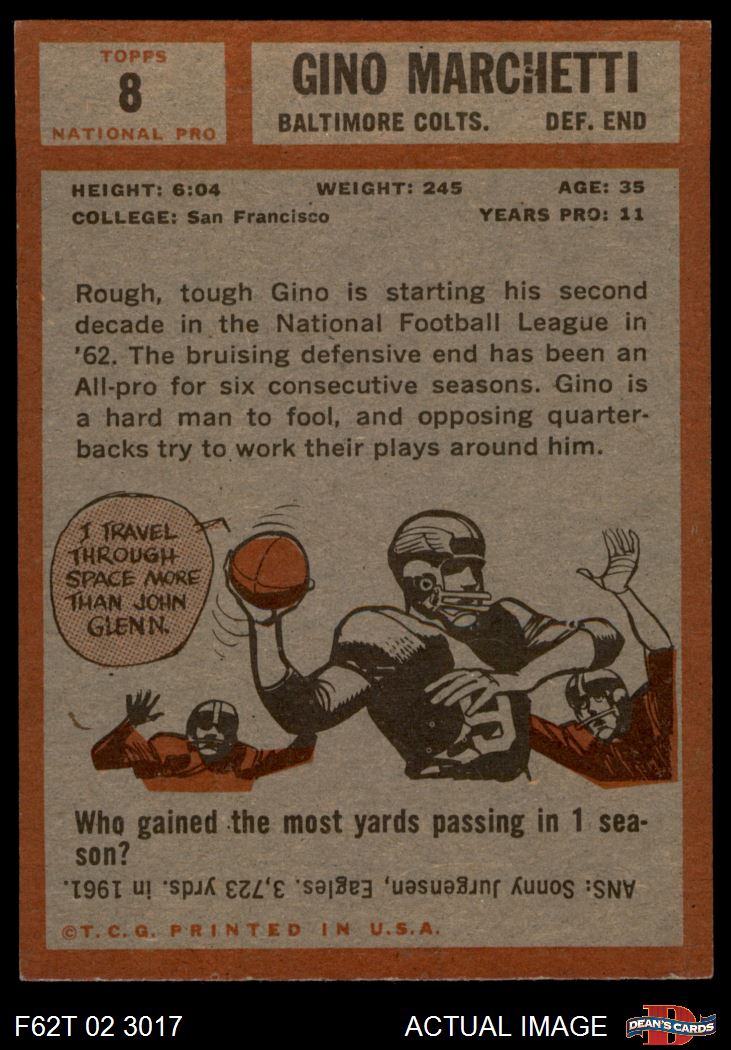 TOPPS
8
NATIONAL PRO
GINO MARCHETTI
BALTIMORE COLTS. DEF. END
HEIGHT: 6:04 WEIGHT: 245 AGE: 35
COLLEGE: San Francisco YEARS PRO: 11
Rough, tough Gino is starting his second
decade in the National Football League in
'62. The bruising defensive end has been an
All-pro for six consecutive seasons. Gino is
a hard man to fool, and opposing quarter-
backs try to work their plays around him.
I TRAVEL
THROUGH
SPACE MORE
THAN JOHN
GLENN.
Who gained the most yards passing in 1 sea-
son?
ANS: Sonny Jurgensen, Eagles. 3,723 yrds. in 1961.
©T.C.G. PRINTED IN U.S.A.
F62T 02 3017 ACTUAL IMAGE
D
DEAN'S CARDS